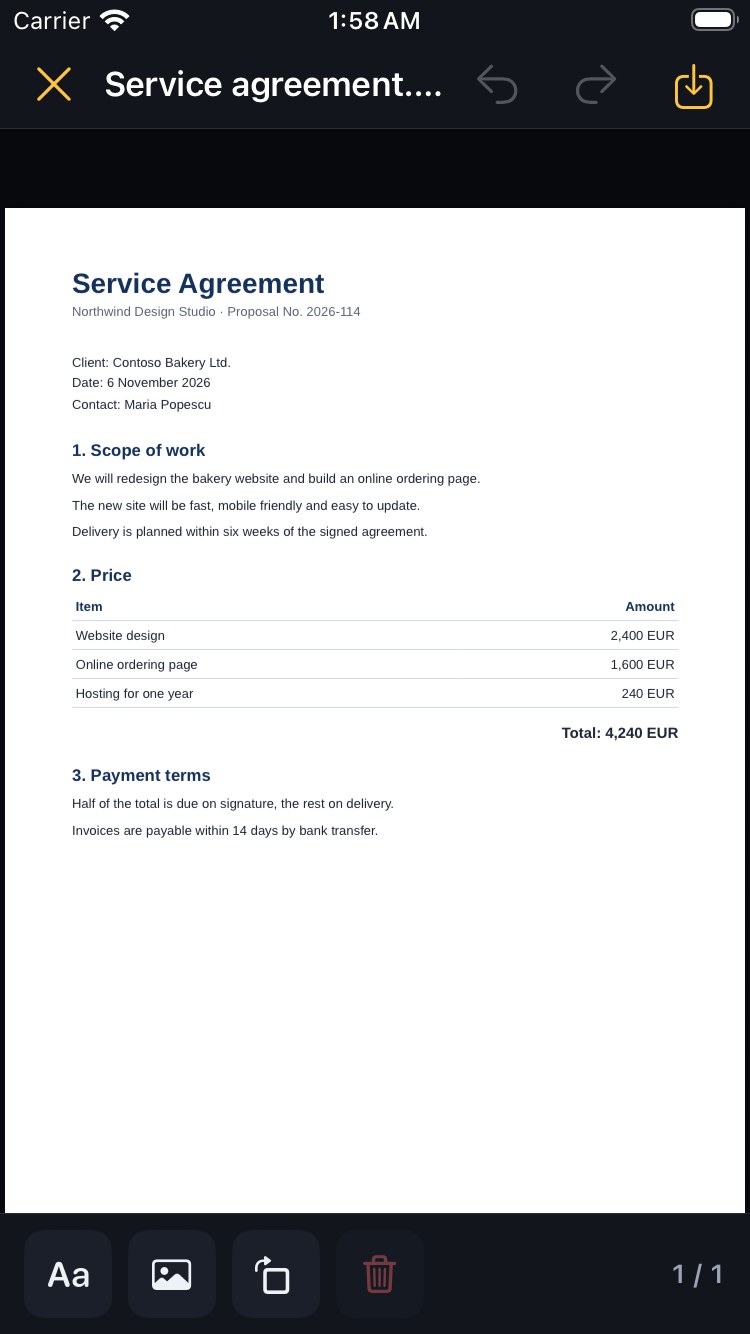 Carrier 1:58 AM
Service agreement....
Service Agreement
Northwind Design Studio · Proposal No. 2026-114
Client: Contoso Bakery Ltd.
Date: 6 November 2026
Contact: Maria Popescu
1. Scope of work
We will redesign the bakery website and build an online ordering page.
The new site will be fast, mobile friendly and easy to update.
Delivery is planned within six weeks of the signed agreement.
2. Price
Item Amount
Website design 2,400 EUR
Online ordering page 1,600 EUR
Hosting for one year 240 EUR
Total: 4,240 EUR
3. Payment terms
Half of the total is due on signature, the rest on delivery.
Invoices are payable within 14 days by bank transfer.
Aa 1 / 1